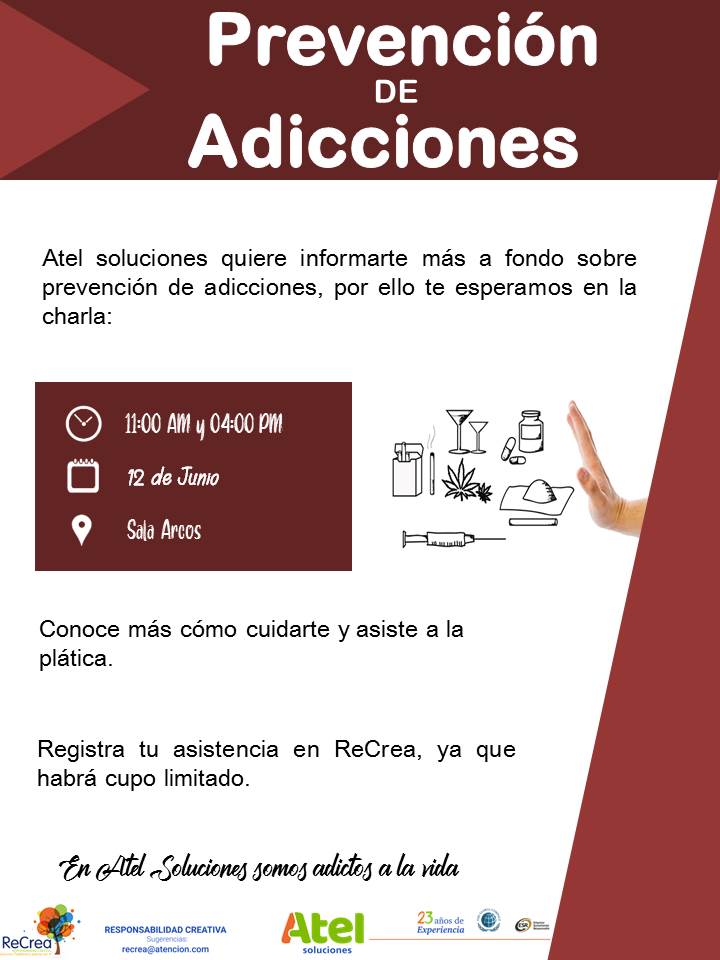 Prevención
DE
Adicciones
Atel soluciones quiere informarte más a fondo sobre
prevención de adicciones, por ello te esperamos en la
charla:
11:00 AM y 04:00 PM
12 de Junio
Sala Arcos
Conoce más cómo cuidarte y asiste a la
plática.
Registra tu asistencia en ReCrea, ya que
habrá cupo limitado.
En Atel Soluciones somos adictos a la vida
ReCrea
RESPONSABILIDAD CREATIVA
Sugerencias:
recrea@atencion.com
Atel
soluciones
23 años de
Experiencia
ESR